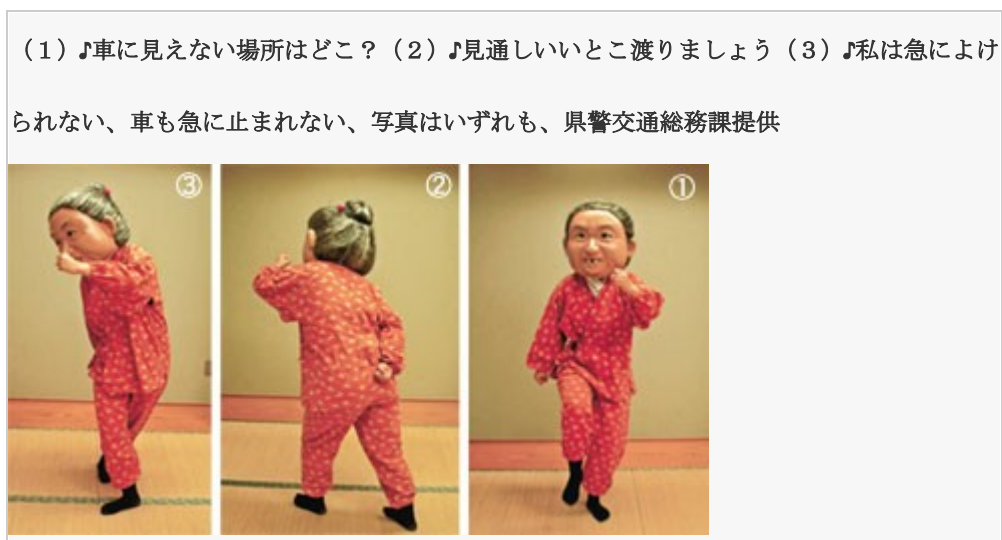 （１）♪車に見えない場所はどこ？（２）♪見通しいいとこ渡りましょう（３）♪私は急によけ
られない、車も急に止まれない、写真はいずれも、県警交通総務課提供
③ ② ①